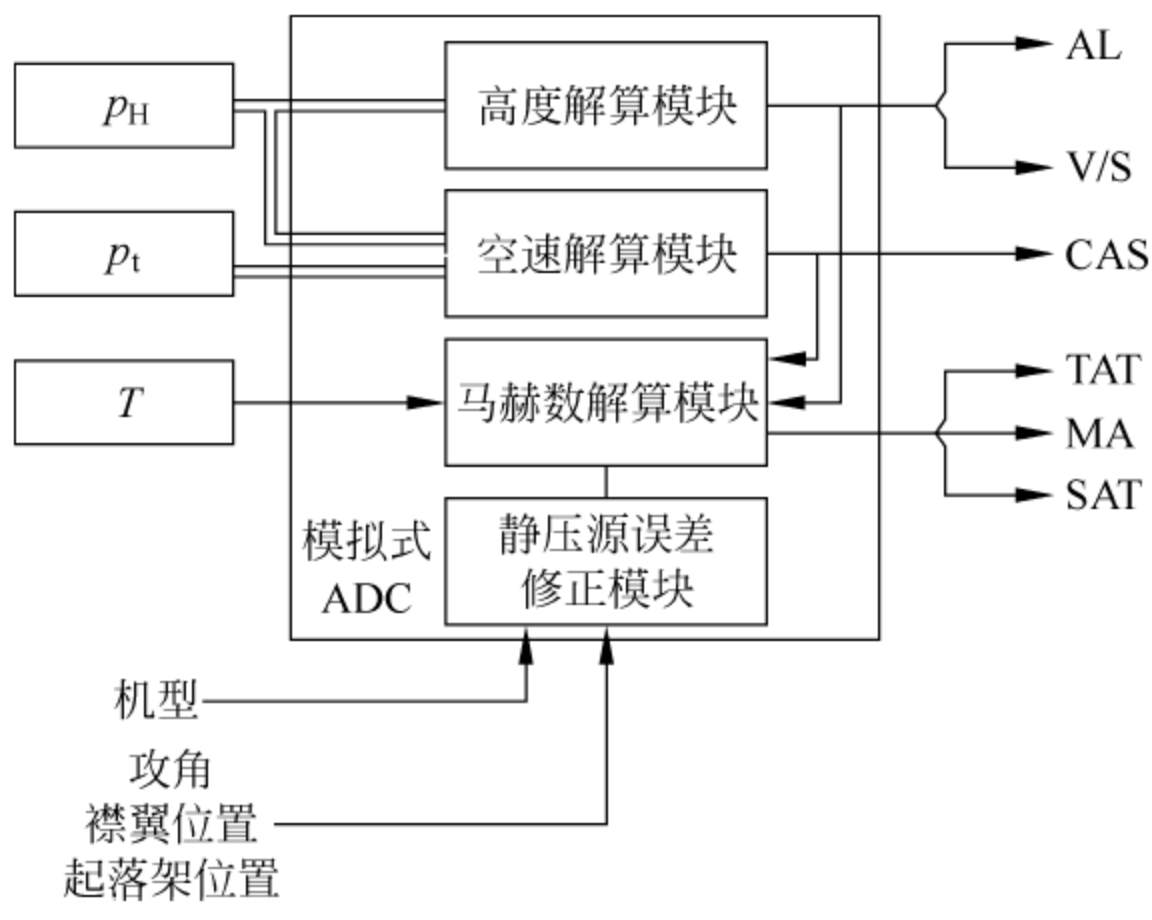 pH
高度解算模块
AL
V/S
pt
空速解算模块
CAS
T
马赫数解算模块
TAT
MA
SAT
模拟式
ADC
静压源误差
修正模块
机型
攻角
襟翼位置
起落架位置